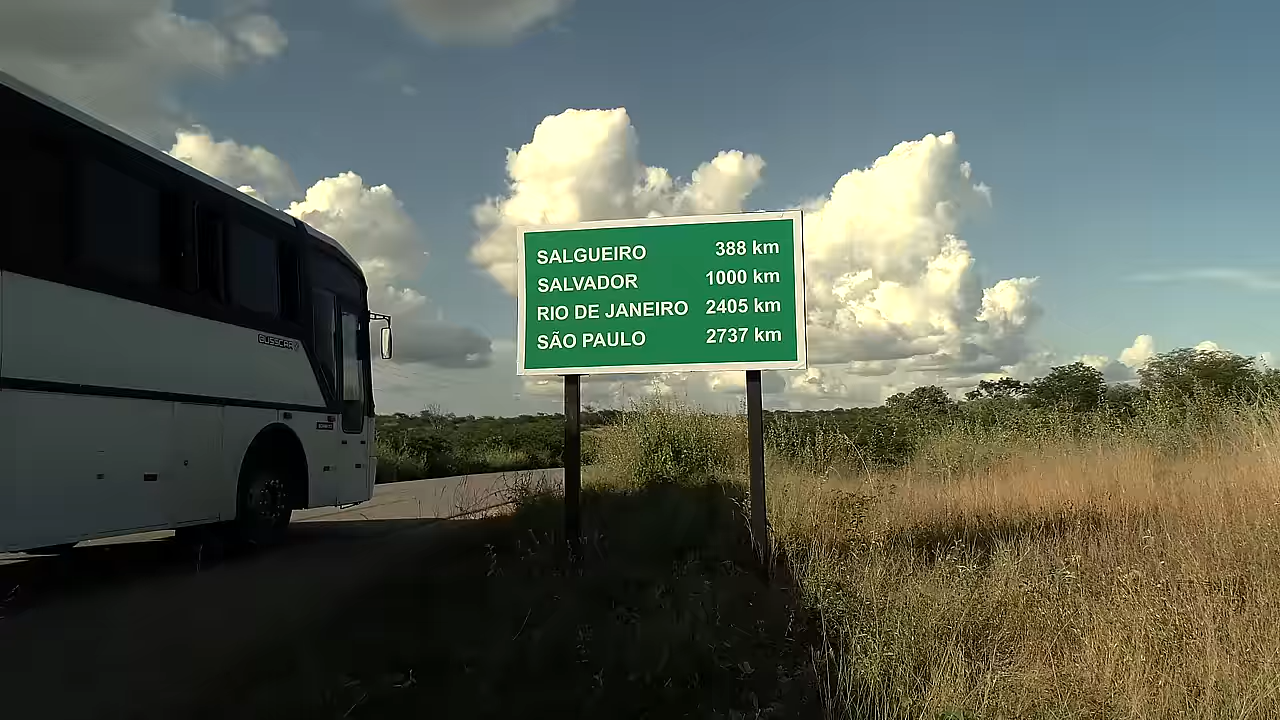 BUSSCAR
SALGUEIRO 388 km
SALVADOR 1000 km
RIO DE JANEIRO 2405 km
SÃO PAULO 2737 km